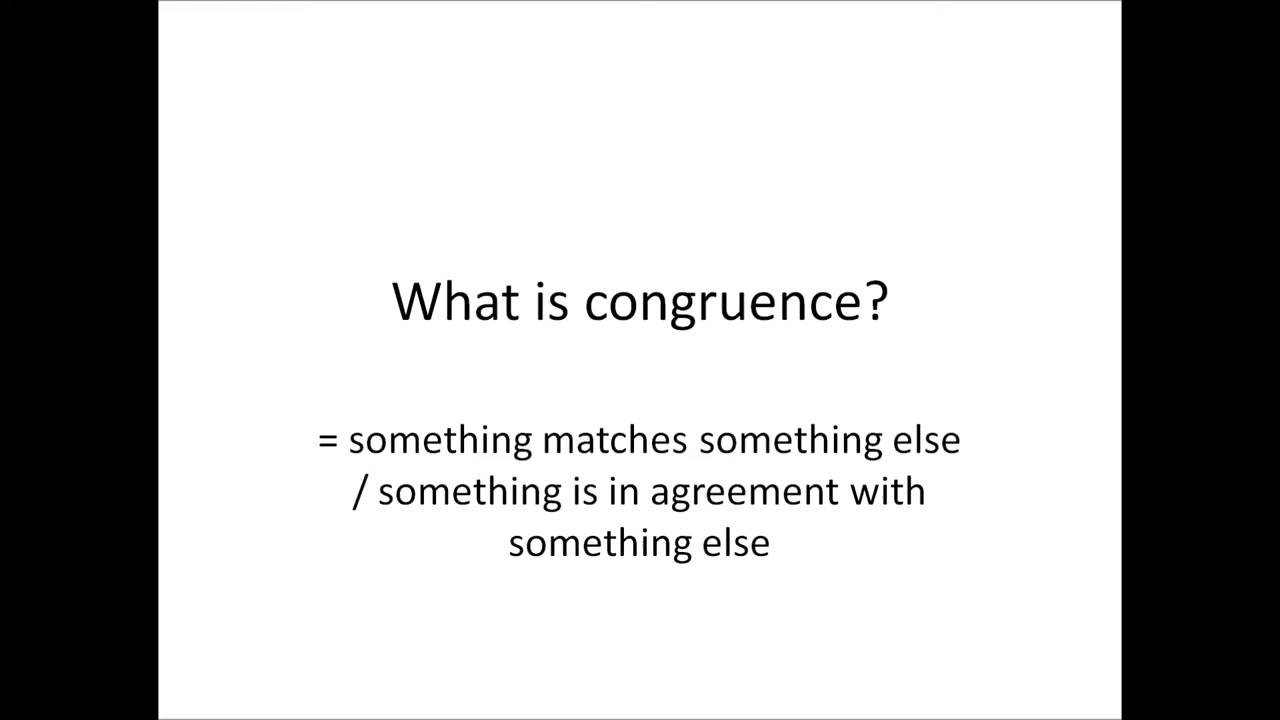 What is congruence?
= something matches something else
/ something is in agreement with
something else